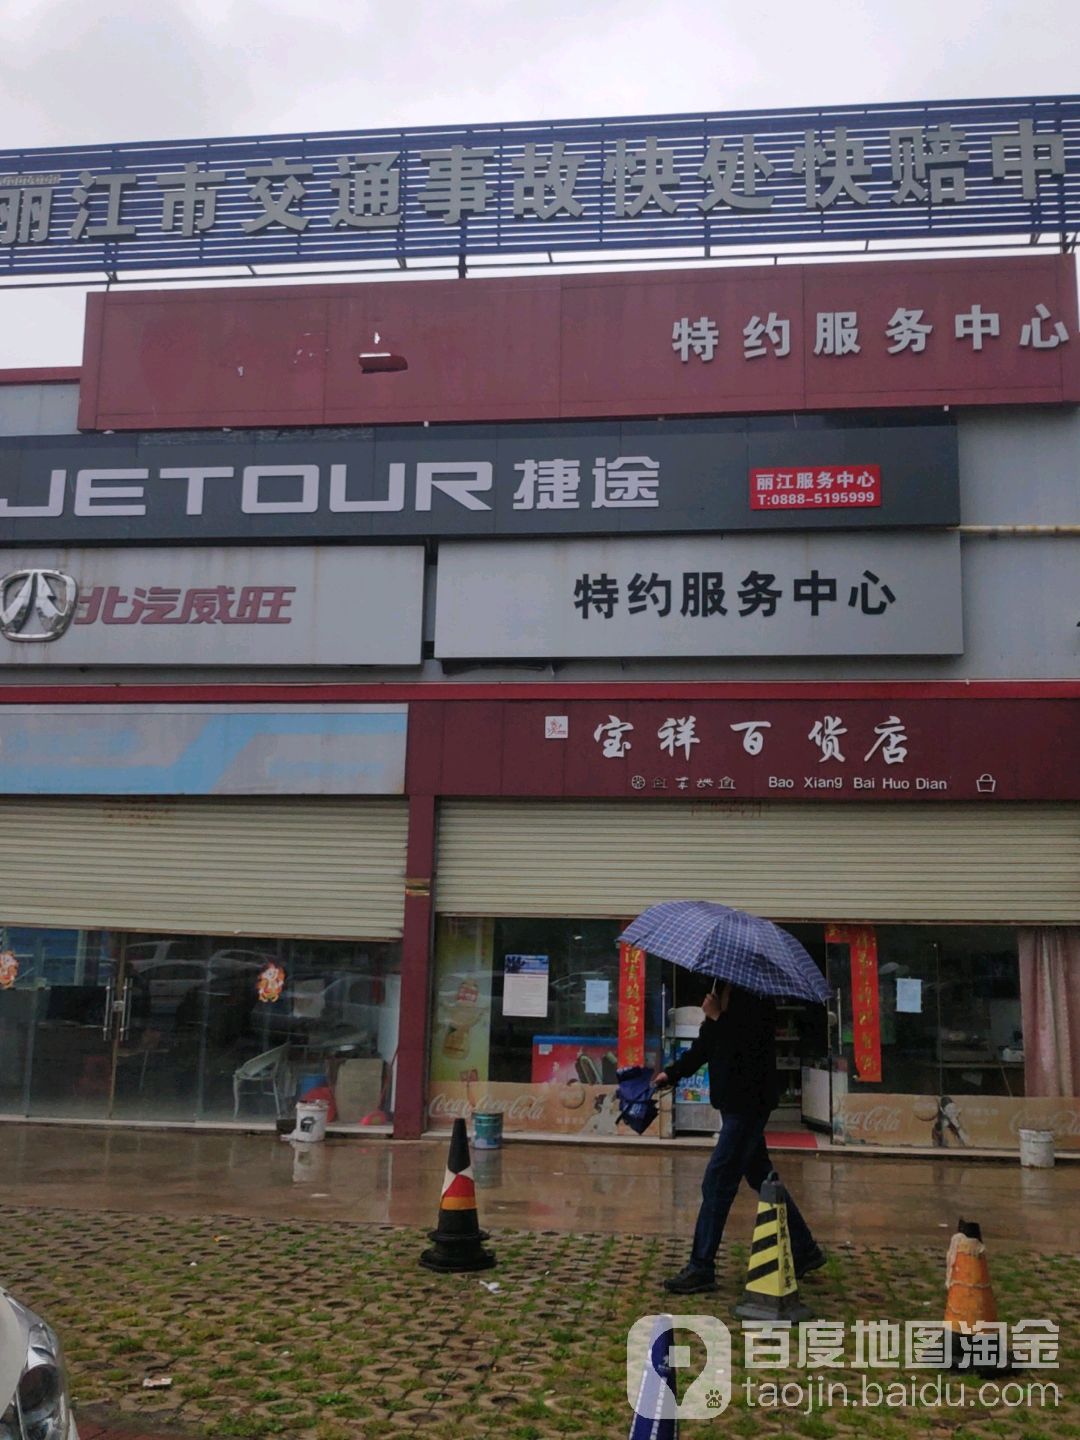 丽江市交通事故快处快赔中
特约服务中心
JETOUR 捷途
丽江服务中心
T:0888-5195999
北汽威旺
特约服务中心
宝祥百货店
Bao Xiang Bai Huo Dian
Coca-Cola
Coca-Cola
Coca-Cola
百度地图淘金
taojin.baidu.com